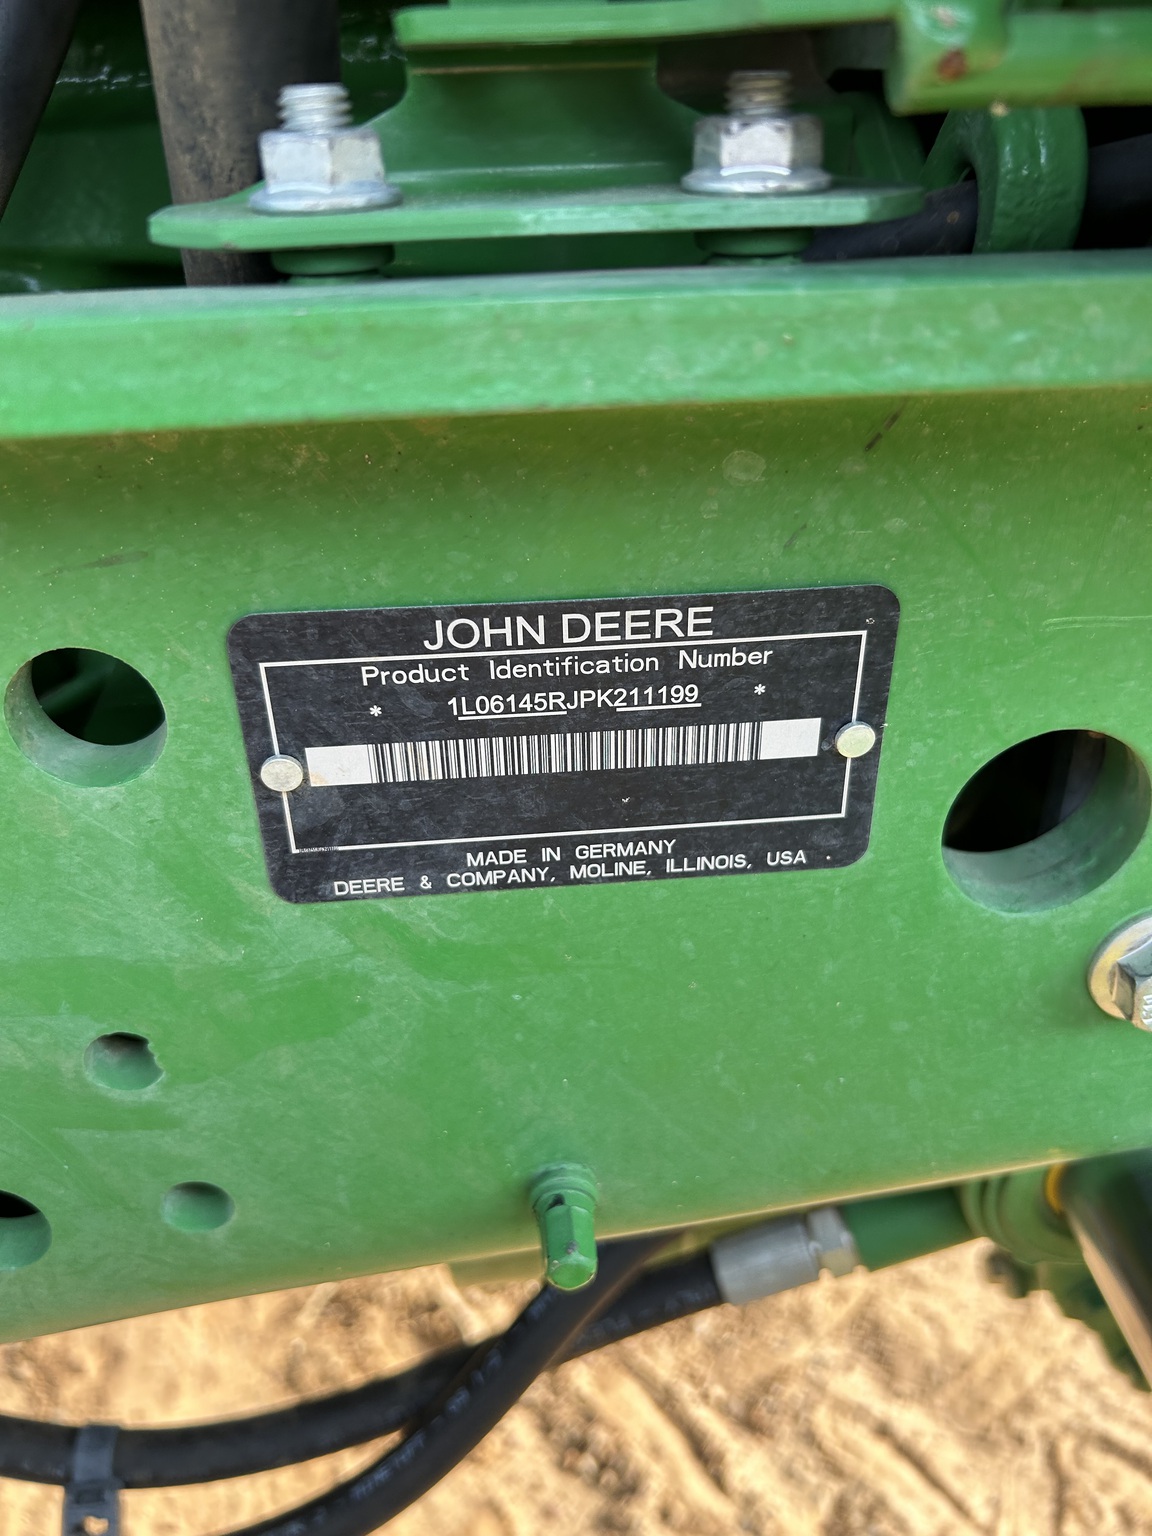 JOHN DEERE
Product Identification Number
* 1L06145RJPK211199 *
MADE IN GERMANY
DEERE & COMPANY, MOLINE, ILLINOIS, USA